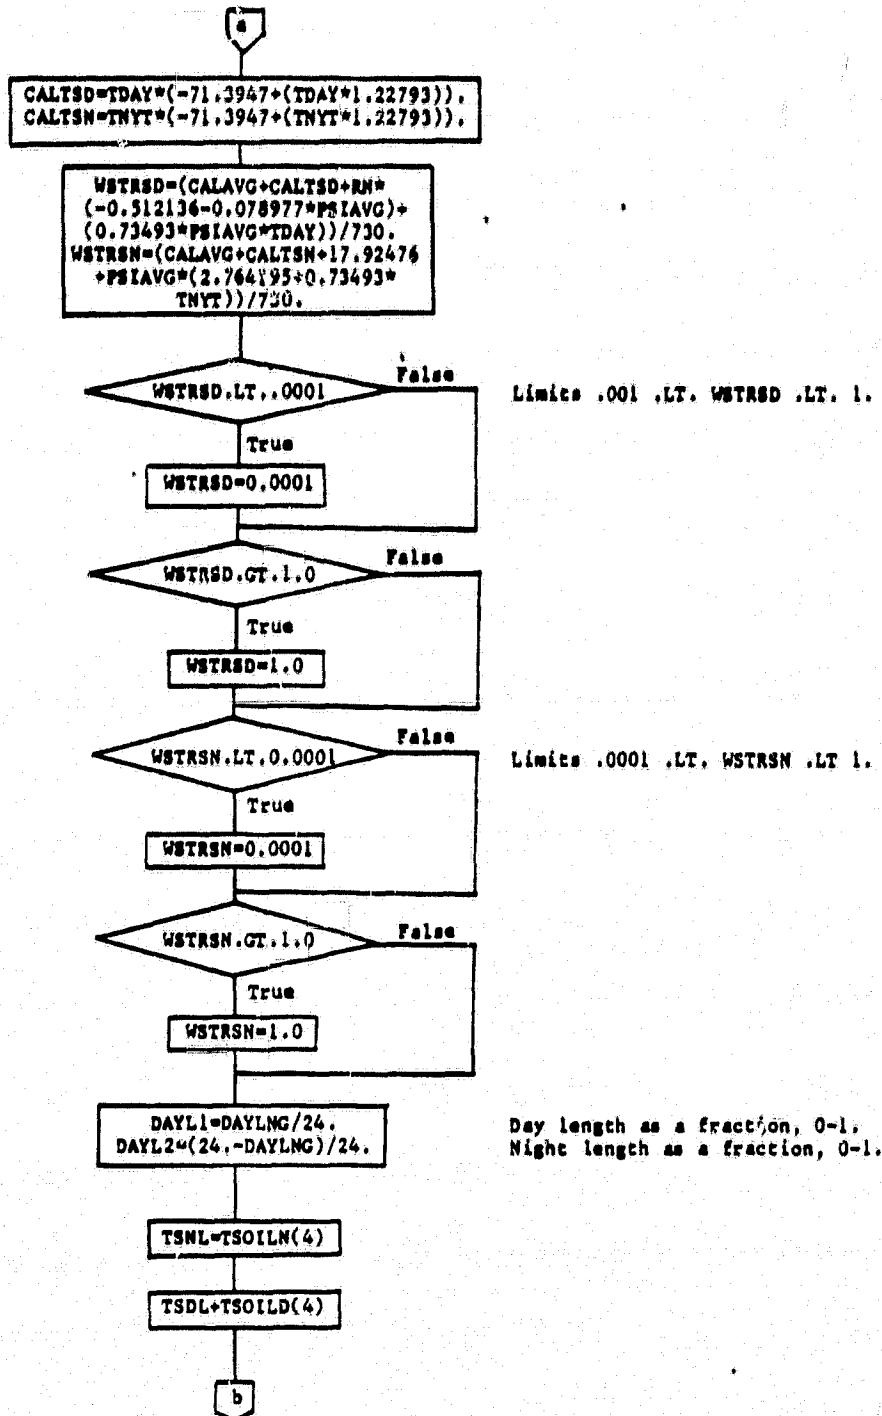 a
CALTSD=TDAY*(-71.3947+(TDAY*1.22793)).
CALTSN=TNYT*(-71.3947+(TNYT*1.22793)).
WSTRSD=(CALAVG+CALTSD+RN*
(-0.512136-0.078977*PSIAVG)+
(0.73493*PSIAVG*TDAY))/730.
WSTRSN=(CALAVG+CALTSN+17.92476
+PSIAVG*(2.764195+0.73493*
TNYT))/730.
WSTRSD.LT..0001
False
Limits .001 .LT. WSTRSD .LT. 1.
True
WSTRSD=0.0001
WSTRSD.GT.1.0
False
True
WSTRSD=1.0
WSTRSN.LT.0.0001
False
Limits .0001 .LT. WSTRSN .LT 1.
True
WSTRSN=0.0001
WSTRSN.GT.1.0
False
True
WSTRSN=1.0
DAYL1=DAYLNG/24.
DAYL2=(24.-DAYLNG)/24.
Day length as a fraction, 0-1.
Night length as a fraction, 0-1.
TSNL=TSOILN(4)
TSDL+TSOILD(4)
b